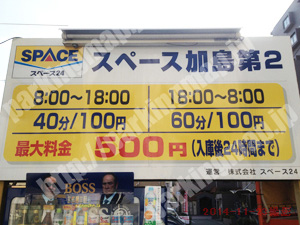 SPACE
スペース24
スペース加島第2
8:00～18:00
18:00～8:00
40分/100円
60分/100円
最大料金 500円 (入庫後24時間まで)
運営 株式会社 スペース24
BOSS